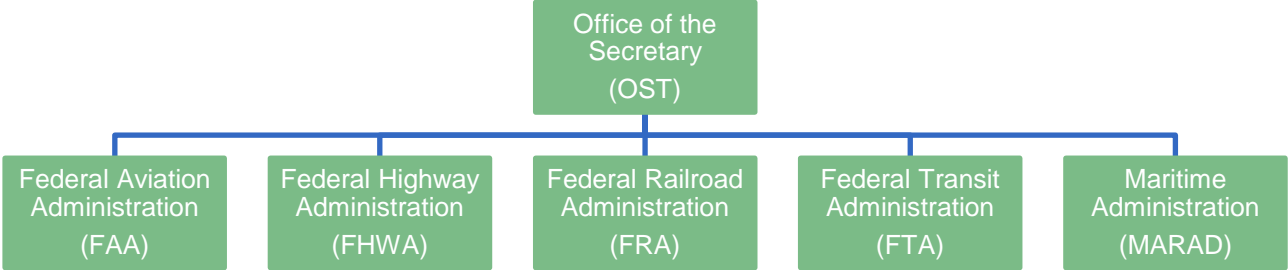 Office of the
Secretary
(OST)
Federal Aviation
Administration
(FAA)
Federal Highway
Administration
(FHWA)
Federal Railroad
Administration
(FRA)
Federal Transit
Administration
(FTA)
Maritime
Administration
(MARAD)